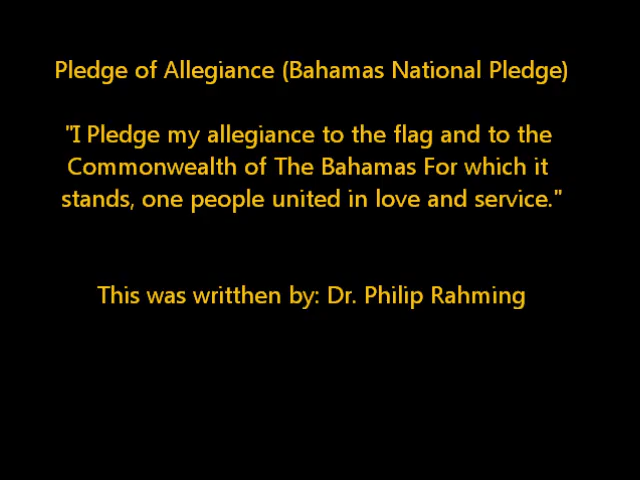 Pledge of Allegiance (Bahamas National Pledge)
"I Pledge my allegiance to the flag and to the
Commonwealth of The Bahamas For which it
stands, one people united in love and service."
This was writthen by: Dr. Philip Rahming